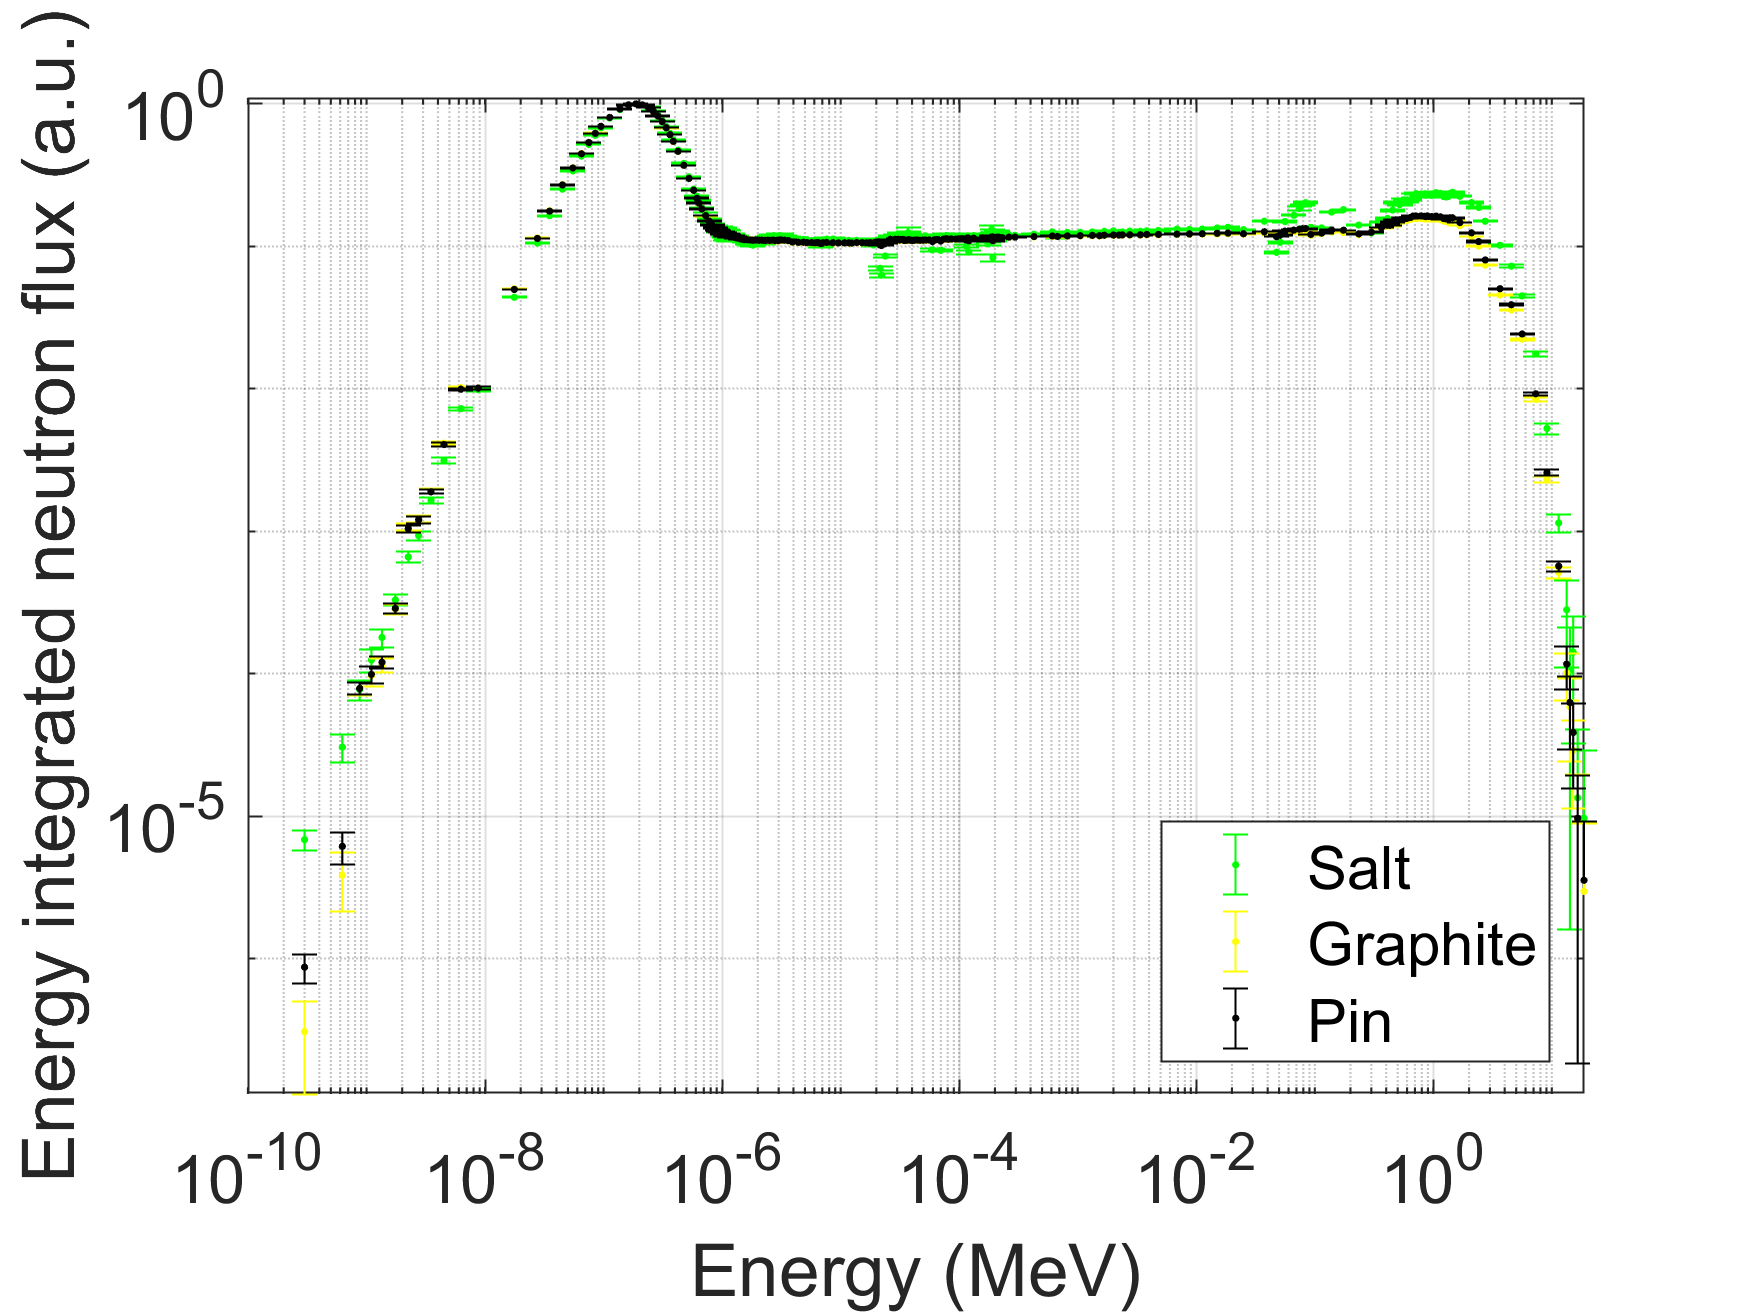 Energy integrated neutron flux (a.u.)
10^0
10^-5
Salt
Graphite
Pin
10^-10 10^-8 10^-6 10^-4 10^-2 10^0
Energy (MeV)